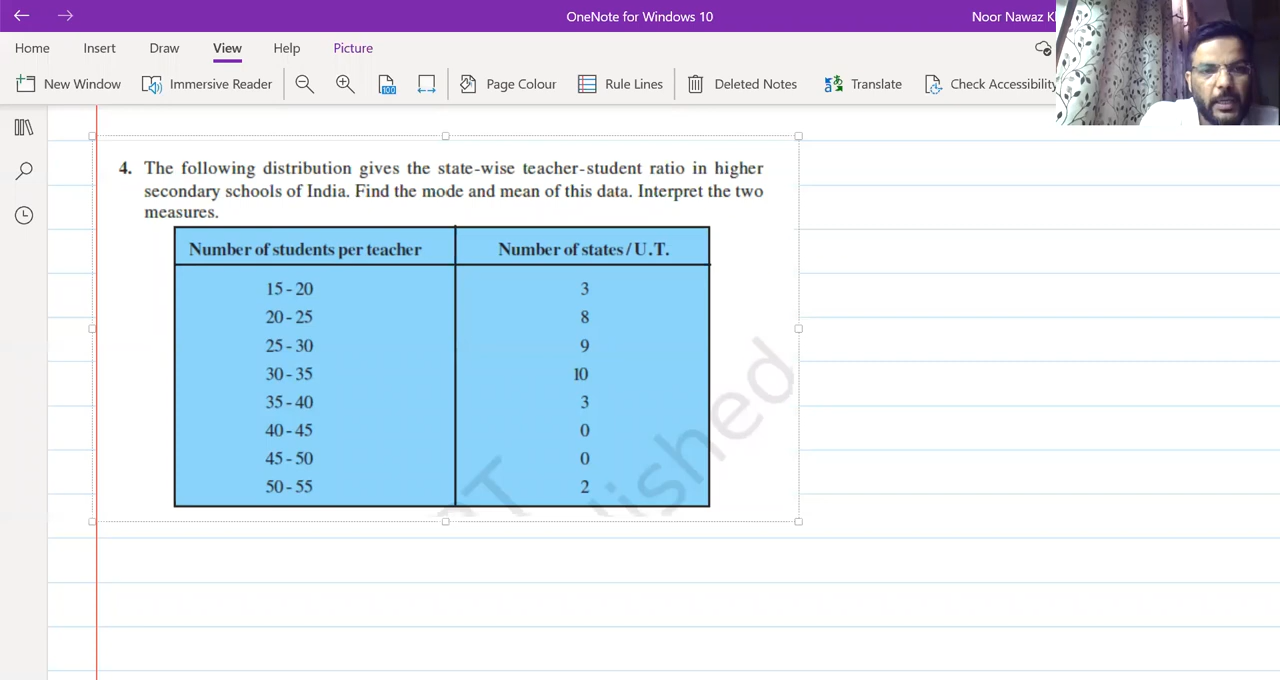 OneNote for Windows 10
Noor Nawaz K
Home Insert Draw View Help Picture
New Window Immersive Reader Page Colour Rule Lines Deleted Notes Translate Check Accessibility
4. The following distribution gives the state-wise teacher-student ratio in higher
secondary schools of India. Find the mode and mean of this data. Interpret the two
measures.
Number of students per teacher Number of states / U.T.
15 - 20 3
20 - 25 8
25 - 30 9
30 - 35 10
35 - 40 3
40 - 45 0
45 - 50 0
50 - 55 2